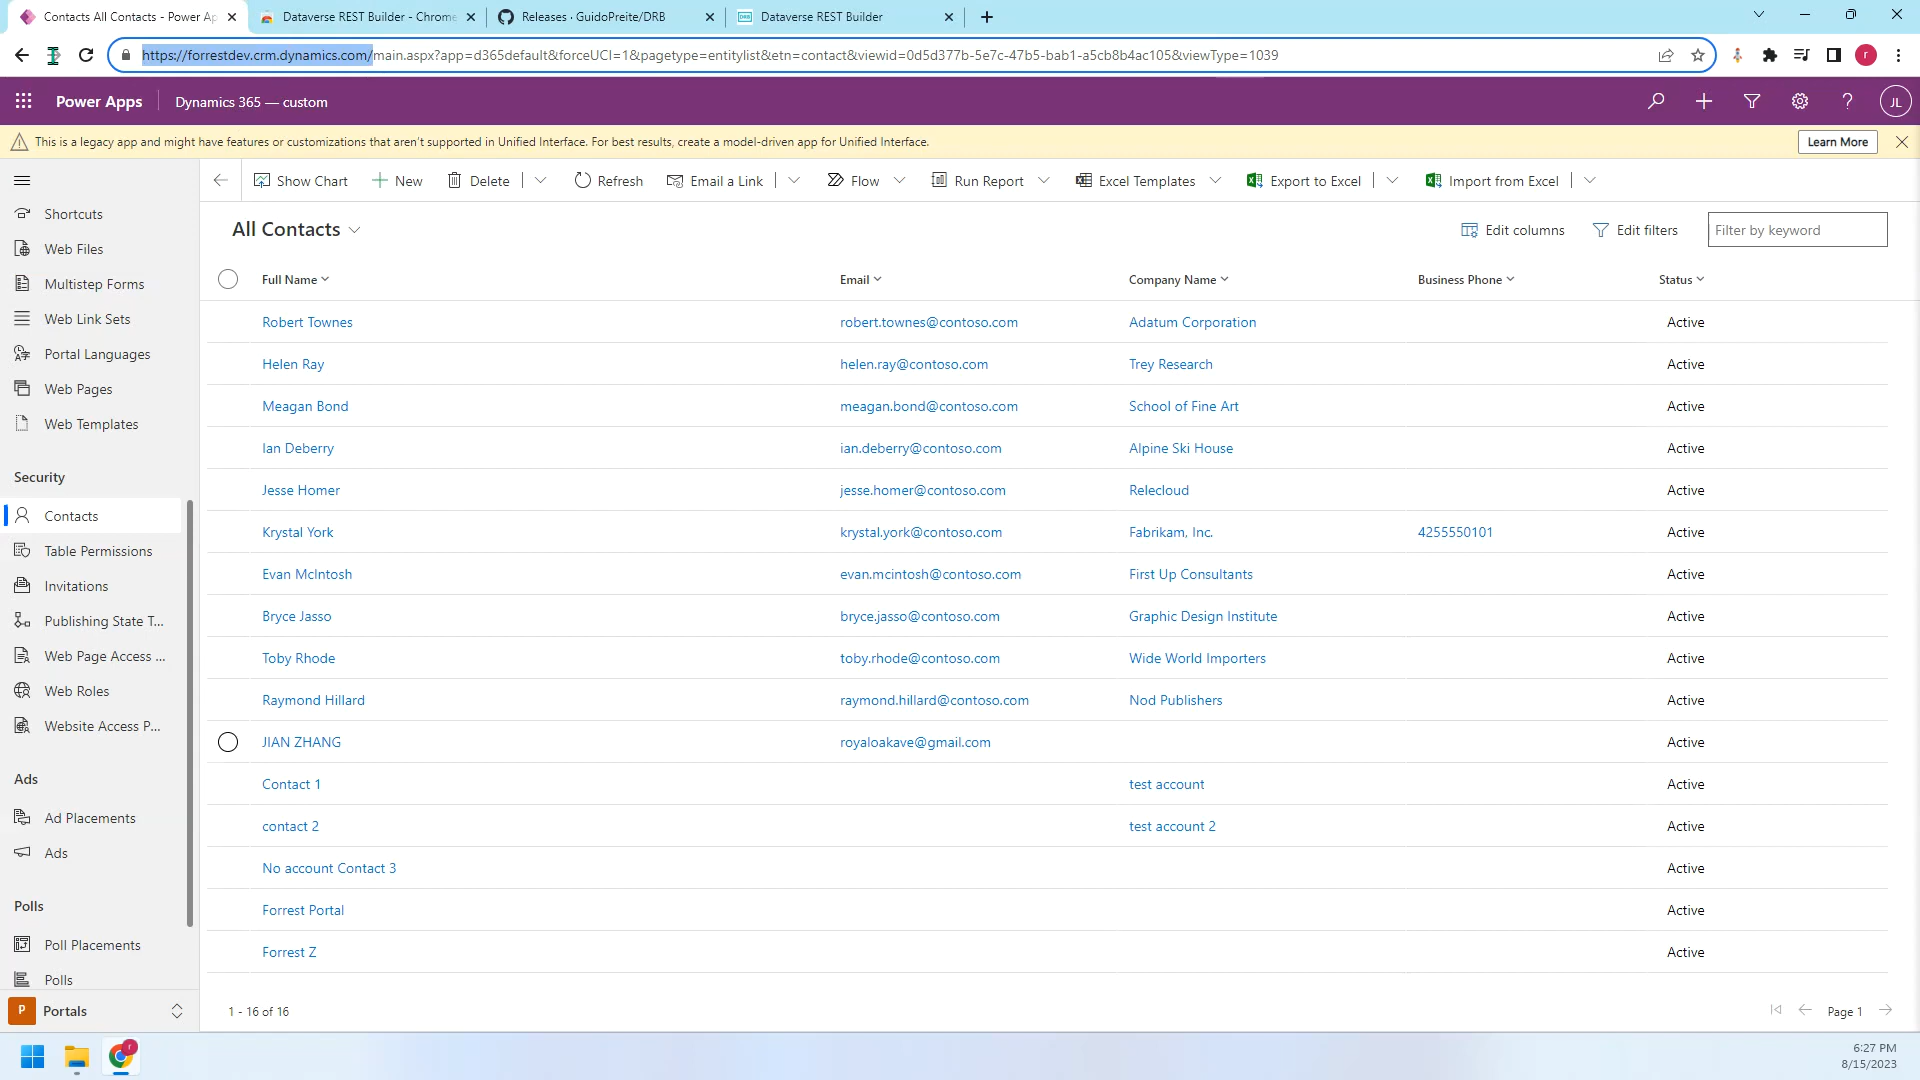 Contacts All Contacts - Power Ap
Dataverse REST Builder - Chrome
Releases · GuidoPreite/DRB
Dataverse REST Builder
https://forrestdev.crm.dynamics.com/main.aspx?app=d365default&forceUCI=1&pagetype=entitylist&etn=contact&viewid=0d5d377b-5e7c-47b5-bab1-a5cb8b4ac105&viewType=1039
r
Power Apps
Dynamics 365 — custom
JL
This is a legacy app and might have features or customizations that aren't supported in Unified Interface. For best results, create a model-driven app for Unified Interface.
Learn More
Show Chart
New
Delete
Refresh
Email a Link
Flow
Run Report
Excel Templates
Export to Excel
Import from Excel
Shortcuts
Web Files
Multistep Forms
Web Link Sets
Portal Languages
Web Pages
Web Templates
Security
Contacts
Table Permissions
Invitations
Publishing State T...
Web Page Access ...
Web Roles
Website Access P...
Ads
Ad Placements
Ads
Polls
Poll Placements
Polls
P
Portals
All Contacts
Edit columns
Edit filters
Filter by keyword
Full Name Email Company Name Business Phone Status
Robert Townes robert.townes@contoso.com Adatum Corporation Active
Helen Ray helen.ray@contoso.com Trey Research Active
Meagan Bond meagan.bond@contoso.com School of Fine Art Active
Ian Deberry ian.deberry@contoso.com Alpine Ski House Active
Jesse Homer jesse.homer@contoso.com Relecloud Active
Krystal York krystal.york@contoso.com Fabrikam, Inc. 4255550101 Active
Evan McIntosh evan.mcintosh@contoso.com First Up Consultants Active
Bryce Jasso bryce.jasso@contoso.com Graphic Design Institute Active
Toby Rhode toby.rhode@contoso.com Wide World Importers Active
Raymond Hillard raymond.hillard@contoso.com Nod Publishers Active
JIAN ZHANG royaloakave@gmail.com Active
Contact 1 test account Active
contact 2 test account 2 Active
No account Contact 3 Active
Forrest Portal Active
Forrest Z Active
1 - 16 of 16
Page 1
r
6:27 PM
8/15/2023